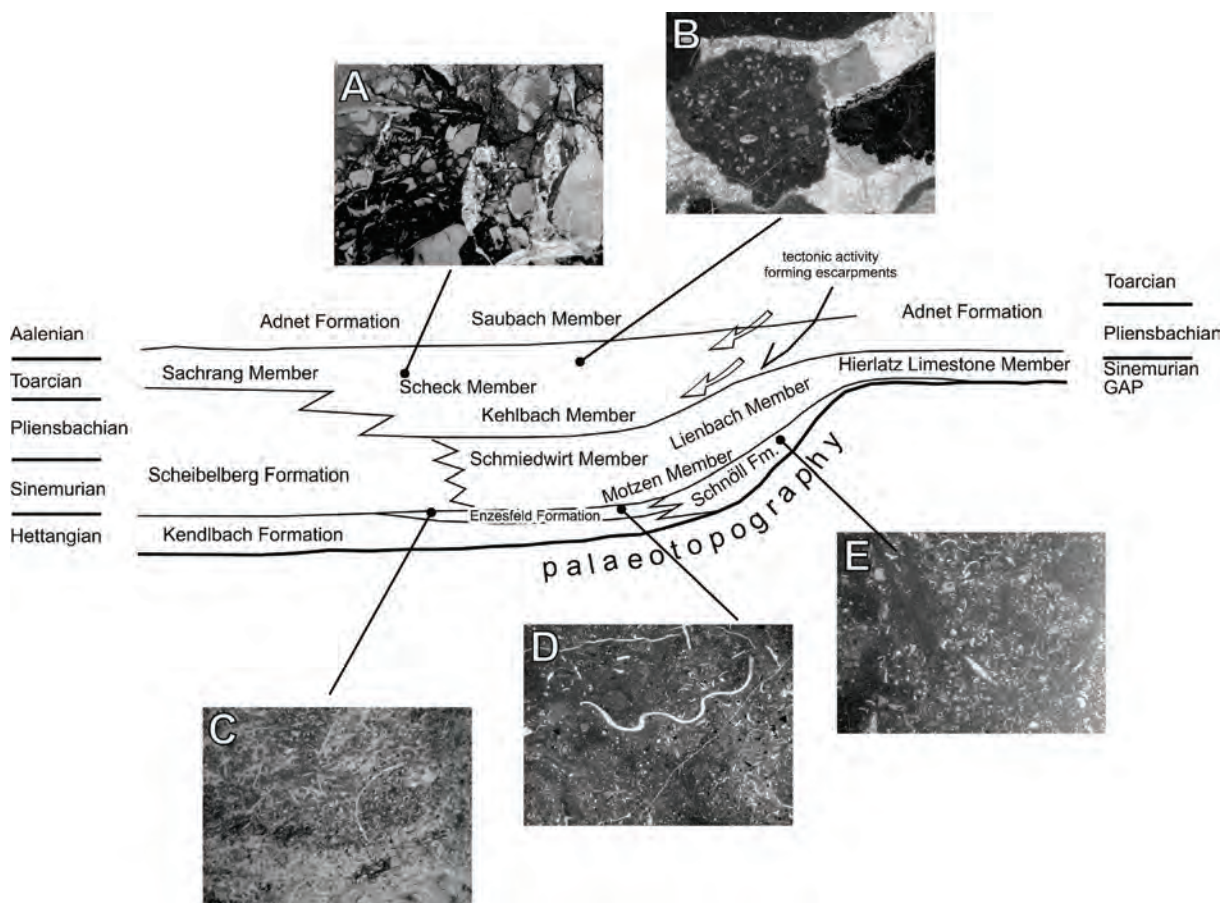 B
A
tectonic activity
forming escarpments
Toarcian
Adnet Formation
Saubach Member
Adnet Formation
Aalenian
Pliensbachian
Sachrang Member
Scheck Member
Hierlatz Limestone Member
Toarcian
Sinemurian
GAP
Kehlbach Member
Lienbach Member
Pliensbachian
Schmiedwirt Member
Scheibelberg Formation
Motzen Member
Schnöll Fm.
Sinemurian
Enzesfeld Formation
Hettangian
Kendlbach Formation
palaeotopography
E
D
C